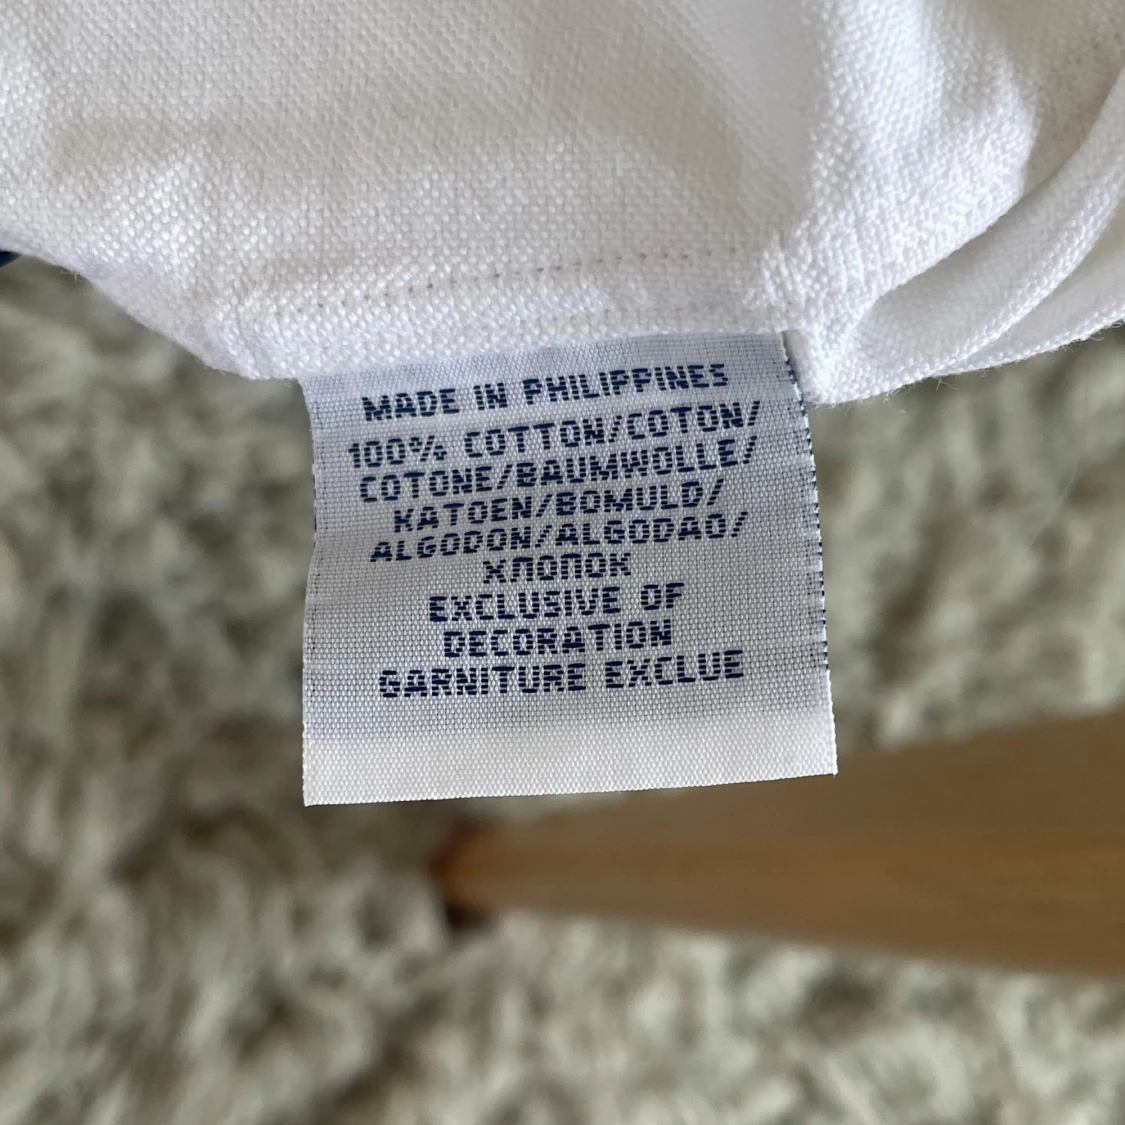 MADE IN PHILIPPINES
100% COTTON/COTON/
COTONE/BAUMWOLLE/
KATOEN/BOMULD/
ALGODON/ALGODAO/
ХЛОПОК
EXCLUSIVE OF
DECORATION
GARNITURE EXCLUE